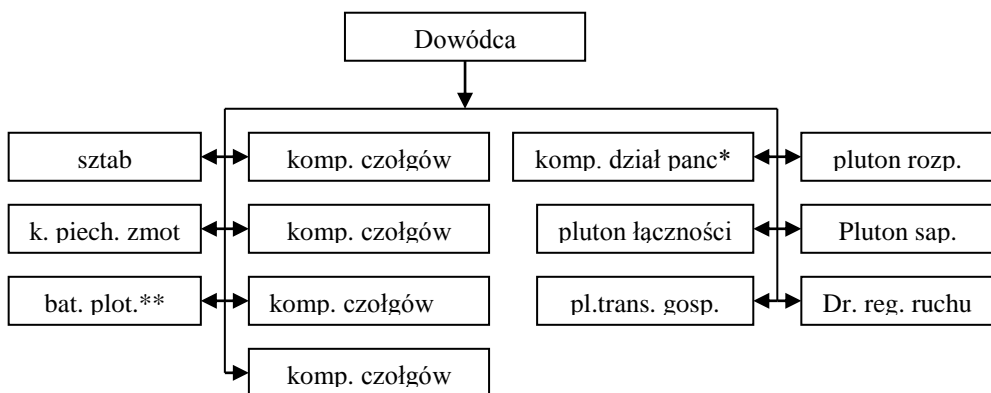 Dowódca
sztab
komp. czołgów
komp. dział panc*
pluton rozp.
k. piech. zmot
komp. czołgów
pluton łączności
Pluton sap.
bat. plot.**
komp. czołgów
pl.trans. gosp.
Dr. reg. ruchu
komp. czołgów